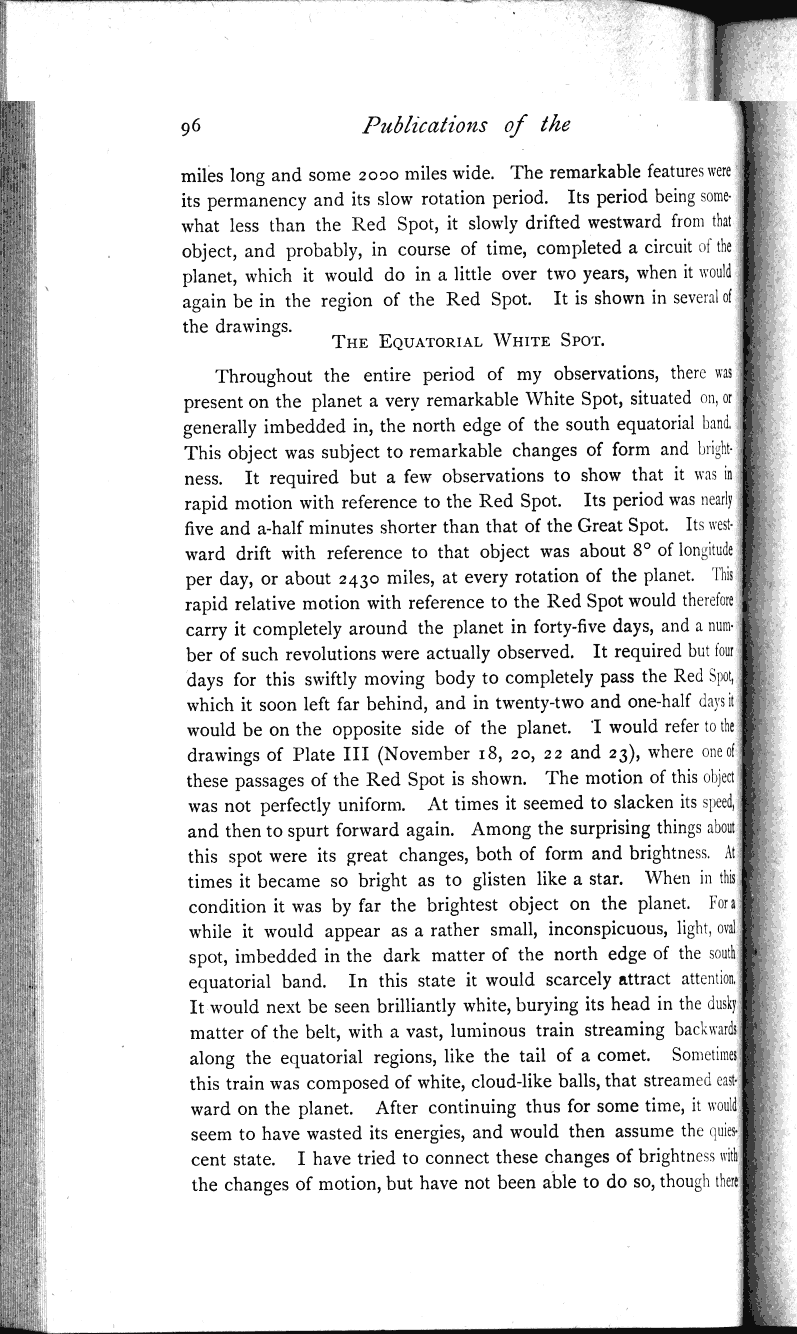 96 Publications of the
miles long and some 2000 miles wide. The remarkable features were
its permanency and its slow rotation period. Its period being some-
what less than the Red Spot, it slowly drifted westward from that
object, and probably, in course of time, completed a circuit of the
planet, which it would do in a little over two years, when it would
again be in the region of the Red Spot. It is shown in several of
the drawings.
THE EQUATORIAL WHITE SPOT.
Throughout the entire period of my observations, there was
present on the planet a very remarkable White Spot, situated on, or
generally imbedded in, the north edge of the south equatorial band.
This object was subject to remarkable changes of form and bright-
ness. It required but a few observations to show that it was in
rapid motion with reference to the Red Spot. Its period was nearly
five and a-half minutes shorter than that of the Great Spot. Its west-
ward drift with reference to that object was about 8° of longitude
per day, or about 2430 miles, at every rotation of the planet. This
rapid relative motion with reference to the Red Spot would therefore
carry it completely around the planet in forty-five days, and a num-
ber of such revolutions were actually observed. It required but four
days for this swiftly moving body to completely pass the Red Spot,
which it soon left far behind, and in twenty-two and one-half days it
would be on the opposite side of the planet. I would refer to the
drawings of Plate III (November 18, 20, 22 and 23), where one of
these passages of the Red Spot is shown. The motion of this object
was not perfectly uniform. At times it seemed to slacken its speed,
and then to spurt forward again. Among the surprising things about
this spot were its great changes, both of form and brightness. At
times it became so bright as to glisten like a star. When in this
condition it was by far the brightest object on the planet. For a
while it would appear as a rather small, inconspicuous, light, oval
spot, imbedded in the dark matter of the north edge of the south
equatorial band. In this state it would scarcely attract attention.
It would next be seen brilliantly white, burying its head in the dusky
matter of the belt, with a vast, luminous train streaming backwards
along the equatorial regions, like the tail of a comet. Sometimes
this train was composed of white, cloud-like balls, that streamed east-
ward on the planet. After continuing thus for some time, it would
seem to have wasted its energies, and would then assume the quies-
cent state. I have tried to connect these changes of brightness with
the changes of motion, but have not been able to do so, though there